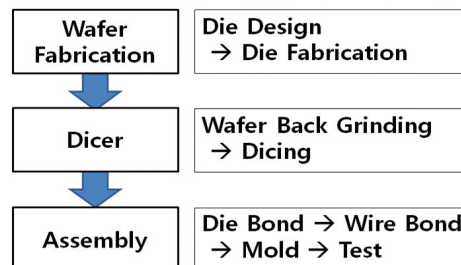 Wafer
Fabrication
Die Design
→ Die Fabrication
Dicer
Wafer Back Grinding
→ Dicing
Assembly
Die Bond → Wire Bond
→ Mold → Test